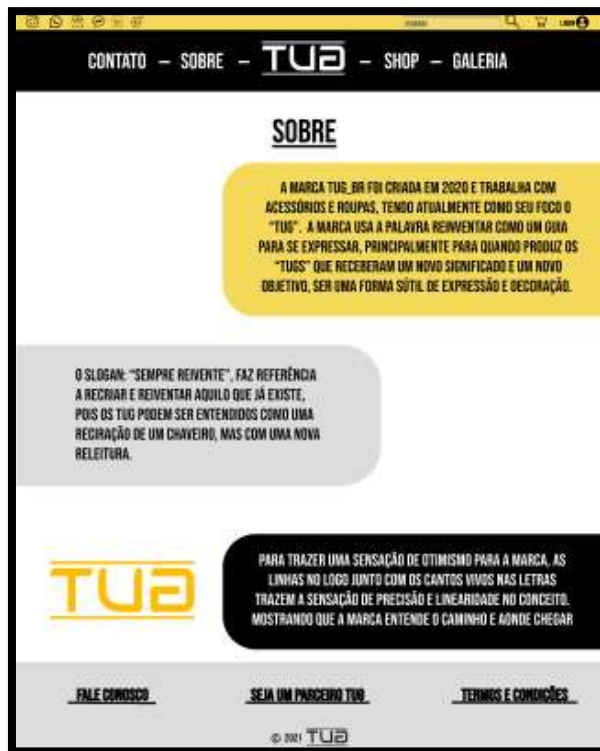 LOGIN
CONTATO – SOBRE – TUG – SHOP – GALERIA
SOBRE
A MARCA TUG_BR FOI CRIADA EM 2020 E TRABALHA COM
ACESSÓRIOS E ROUPAS, TENDO ATUALMENTE COMO SEU FOCO O
“TUG”. A MARCA USA A PALAVRA REINVENTAR COMO UM GUIA
PARA SE EXPRESSAR, PRINCIPALMENTE PARA QUANDO PRODUZ OS
“TUGS” QUE RECEBERAM UM NOVO SIGNIFICADO E UM NOVO
OBJETIVO, SER UMA FORMA SÚTIL DE EXPRESSÃO E DECORAÇÃO.
O SLOGAN: “SEMPRE REIVENTE”, FAZ REFERÊNCIA
A RECRIAR E REIVENTAR AQUILO QUE JÁ EXISTE,
POIS OS TUG PODEM SER ENTENDIDOS COMO UMA
RECIRAÇÃO DE UM CHAVEIRO, MAS COM UMA NOVA
RELEITURA.
TUG
PARA TRAZER UMA SENSAÇÃO DE OTIMISMO PARA A MARCA, AS
LINHAS NO LOGO JUNTO COM OS CANTOS VIVOS NAS LETRAS
TRAZEM A SENSAÇÃO DE PRECISÃO E LINEARIDADE NO CONCEITO.
MOSTRANDO QUE A MARCA ENTENDE O CAMINHO E AONDE CHEGAR
FALE CONOSCO
SEJA UM PARCEIRO TUG
TERMOS E CONDIÇÕES
© 2021 TUG